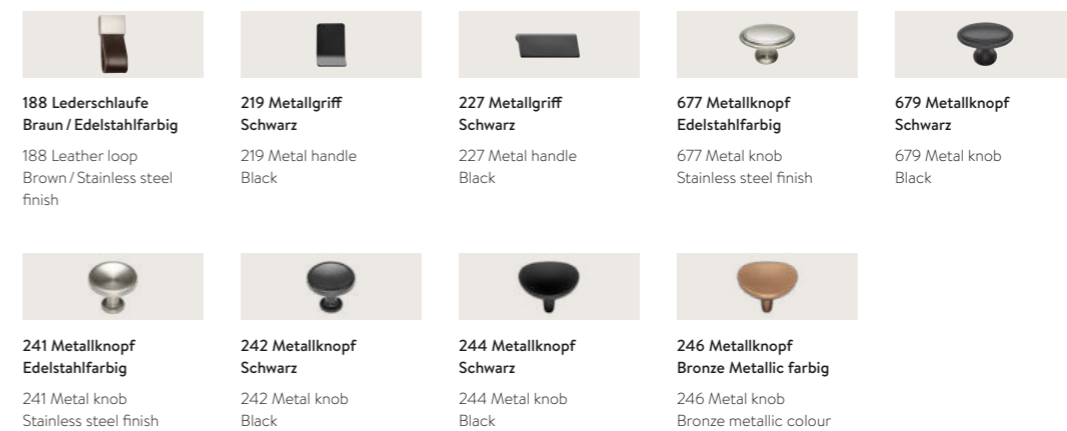 188 Lederschlaufe
Braun / Edelstahlfarbig
188 Leather loop
Brown / Stainless steel
finish
219 Metallgriff
Schwarz
219 Metal handle
Black
227 Metallgriff
Schwarz
227 Metal handle
Black
677 Metallknopf
Edelstahlfarbig
677 Metal knob
Stainless steel finish
679 Metallknopf
Schwarz
679 Metal knob
Black
241 Metallknopf
Edelstahlfarbig
241 Metal knob
Stainless steel finish
242 Metallknopf
Schwarz
242 Metal knob
Black
244 Metallknopf
Schwarz
244 Metal knob
Black
246 Metallknopf
Bronze Metallic farbig
246 Metal knob
Bronze metallic colour